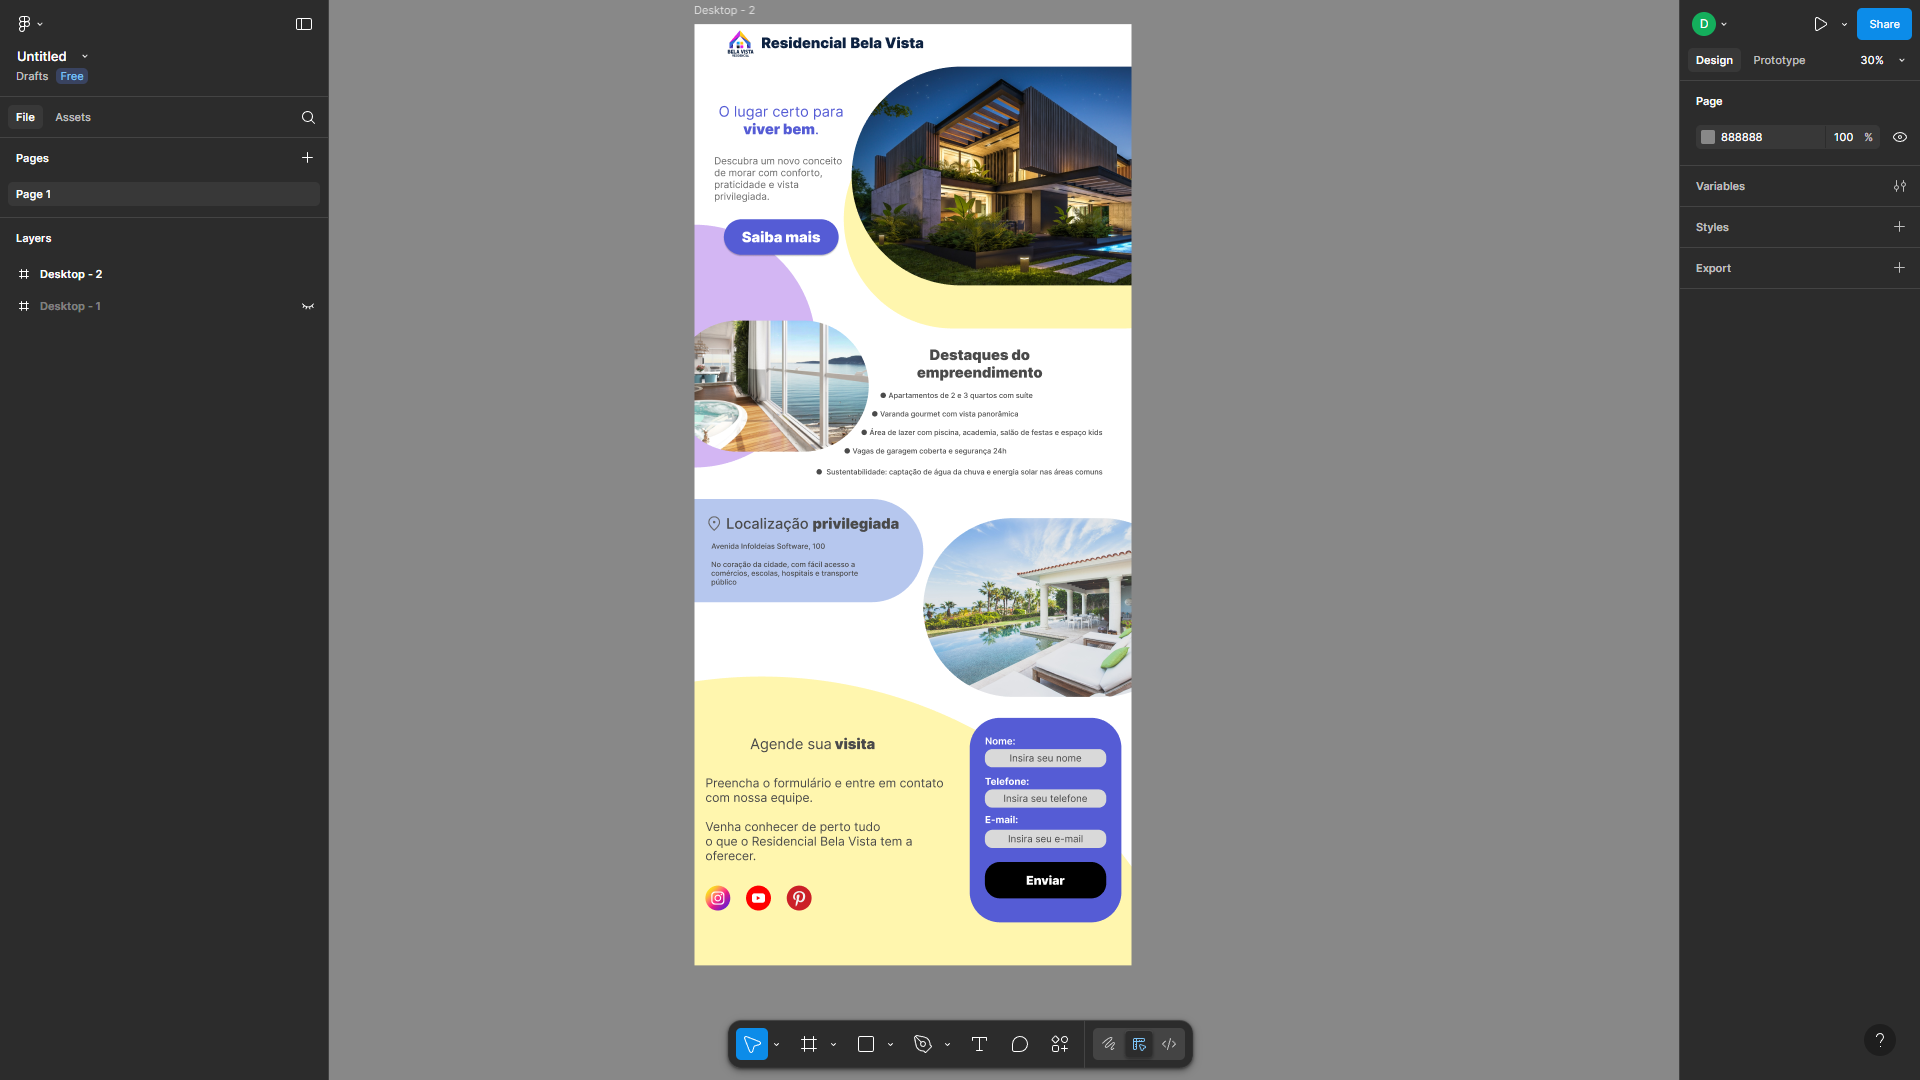 Untitled
Drafts Free
File Assets
Pages
Page 1
Layers
Desktop - 2
Desktop - 1
Desktop - 2
BELA VISTA
RESIDENCIAL
Residencial Bela Vista
O lugar certo para
viver bem.
Descubra um novo conceito
de morar com conforto,
praticidade e vista
privilegiada.
Saiba mais
Destaques do
empreendimento
● Apartamentos de 2 e 3 quartos com suíte
● Varanda gourmet com vista panorâmica
● Área de lazer com piscina, academia, salão de festas e espaço kids
● Vagas de garagem coberta e segurança 24h
● Sustentabilidade: captação de água da chuva e energia solar nas áreas comuns
Localização privilegiada
Avenida InfoIdeias Software, 100
No coração da cidade, com fácil acesso a
comércios, escolas, hospitais e transporte
público
Agende sua visita
Preencha o formulário e entre em contato
com nossa equipe.
Venha conhecer de perto tudo
o que o Residencial Bela Vista tem a
oferecer.
Nome:
Insira seu nome
Telefone:
Insira seu telefone
E-mail:
Insira seu e-mail
Enviar
D
Share
Design Prototype 30%
Page
888888 100 %
Variables
Styles
Export
?